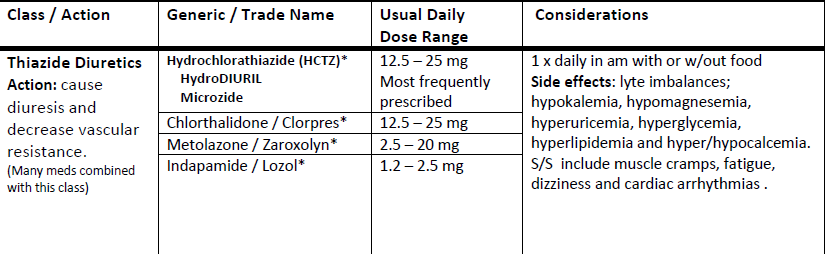 Class / Action
Generic / Trade Name
Usual Daily
Dose Range
Considerations
Thiazide Diuretics
Action: cause
diuresis and
decrease vascular
resistance.
(Many meds combined
with this class)
Hydrochlorathiazide (HCTZ)*
HydroDIURIL
Microzide
12.5 – 25 mg
Most frequently
prescribed
Chlorthalidone / Clorpres*
12.5 – 25 mg
Metolazone / Zaroxolyn*
2.5 – 20 mg
Indapamide / Lozol*
1.2 – 2.5 mg
1 x daily in am with or w/out food
Side effects: lyte imbalances;
hypokalemia, hypomagnesemia,
hyperuricemia, hyperglycemia,
hyperlipidemia and hyper/hypocalcemia.
S/S include muscle cramps, fatigue,
dizziness and cardiac arrhythmias .